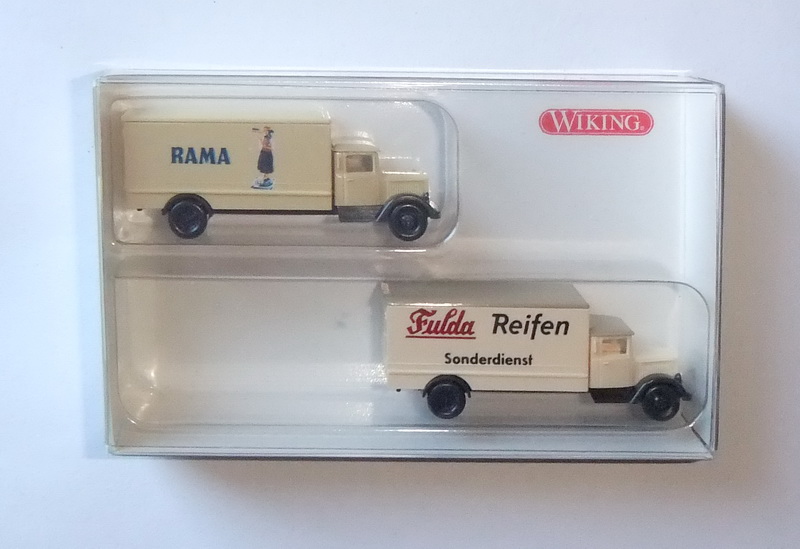 WIKING®
RAMA
Fulda Reifen
Sonderdienst